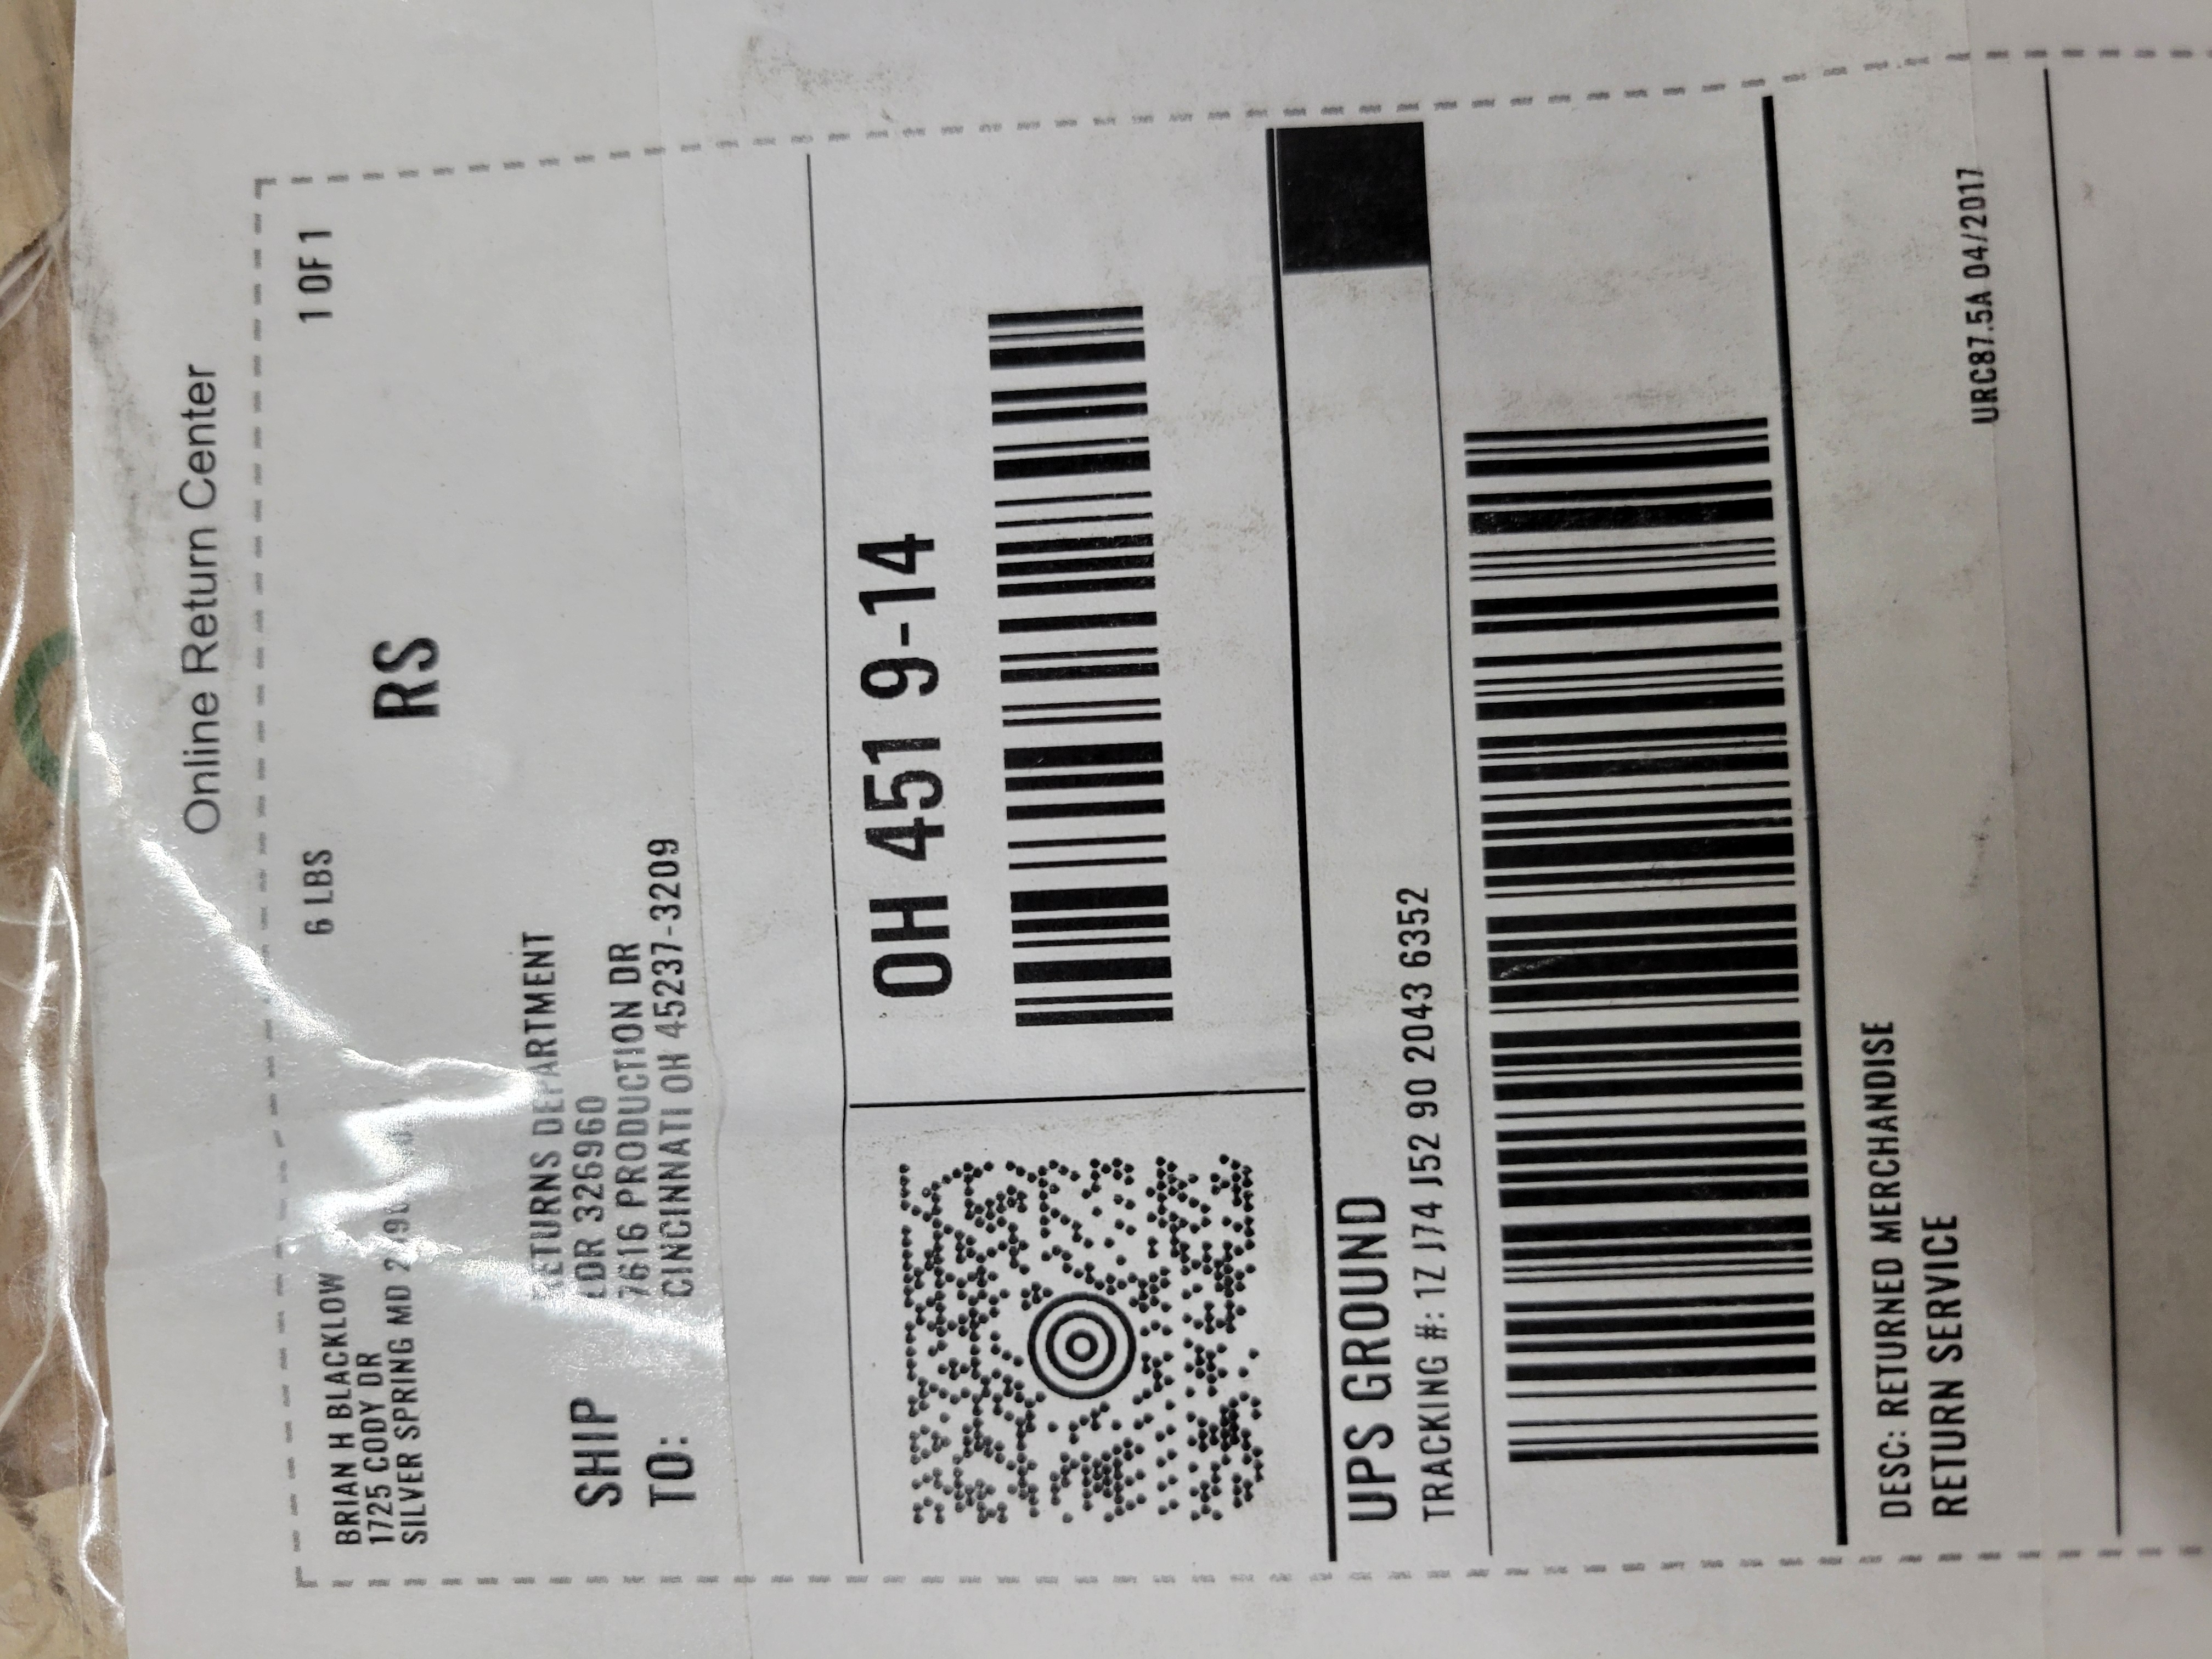 Online Return Center
BRIAN H BLACKLOW 6 LBS 1 OF 1
1725 CODY DR
SILVER SPRING MD
RS
SHIP TO:
RETURNS DEPARTMENT
LDR 326960
7616 PRODUCTION DR
CINCINNATI OH 45237-3209
OH 451 9-14
UPS GROUND
TRACKING #: 1Z J74 J52 90 2043 6352
DESC: RETURNED MERCHANDISE
RETURN SERVICE
URC87.5A 04/2017